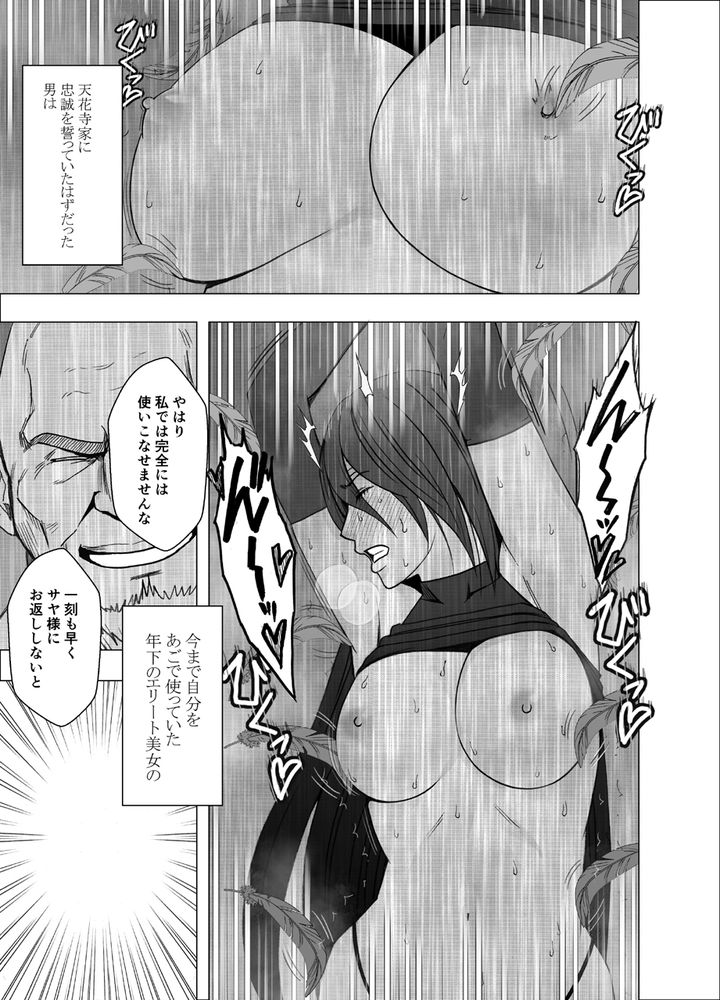 びくっ
びくっ
天花寺家に
忠誠を誓っていたはずだった
男は
ん〜〜ッ
んん〜〜ッ
やはり
私では完全には
使いこなせませんな
一刻も早く
サヤ様に
お返ししないと
びくっ
びくっ
今まで自分を
あごで使っていた
年下のエリート美女の